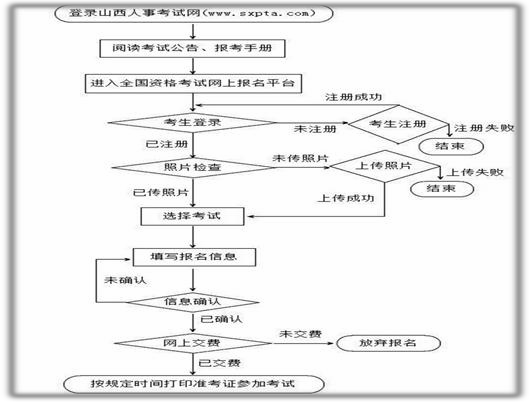 登录山西人事考试网(www.sxpta.com)
阅读考试公告、报考手册
进入全国资格考试网上报名平台
注册成功
考生登录
未注册
考生注册
注册失败
结束
已注册
照片检查
未传照片
上传照片
上传失败
结束
已传照片
上传成功
选择考试
填写报名信息
未确认
信息确认
已确认
网上交费
未交费
放弃报名
已交费
按规定时间打印准考证参加考试